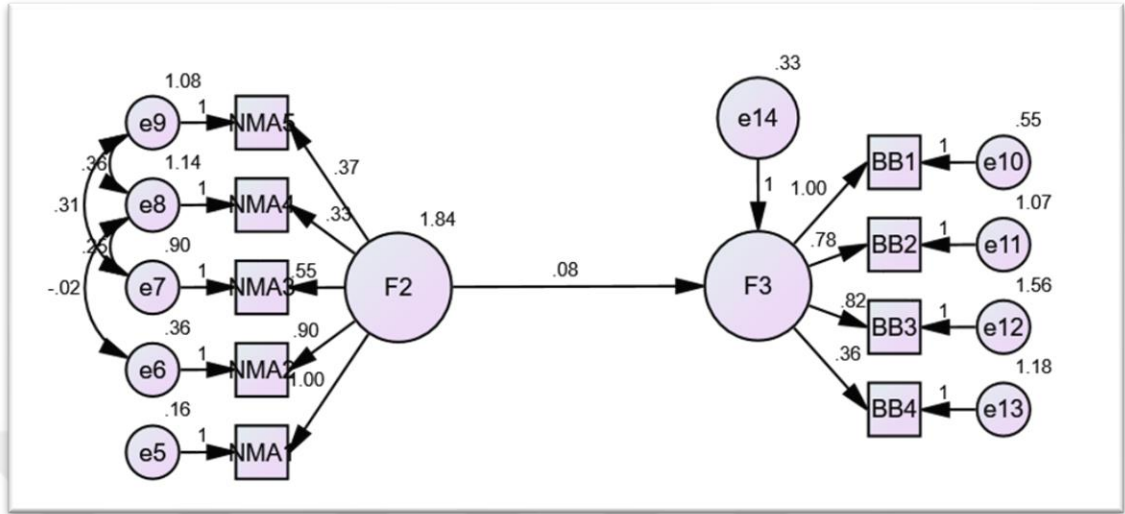 1.08
e9
1
NMA5
.36
1.14
e8
1
NMA4
.31
.25
.90
e7
1
NMA3
-.02
.36
e6
1
NMA2
.16
e5
1
NMA1
.37
.33
.55
.90
1.00
1.84
F2
.08
.33
e14
1
F3
1.00
.78
.82
.36
BB1
1
e10
.55
BB2
1
e11
1.07
BB3
1
e12
1.56
BB4
1
e13
1.18